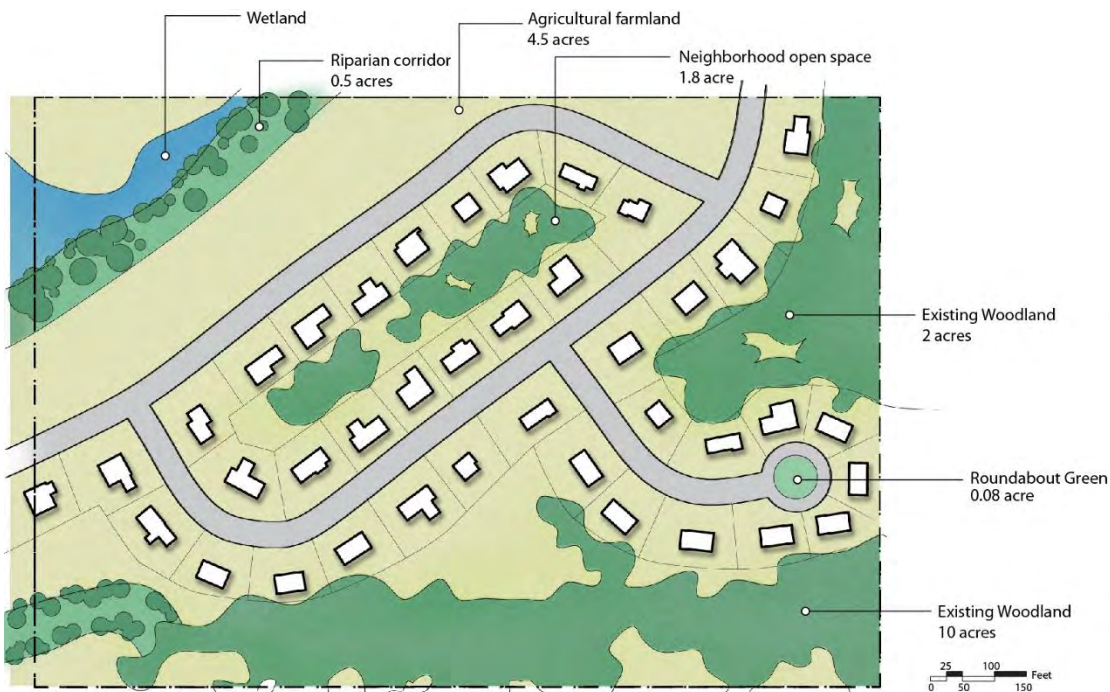 Wetland
Riparian corridor
0.5 acres
Agricultural farmland
4.5 acres
Neighborhood open space
1.8 acre
Existing Woodland
2 acres
Roundabout Green
0.08 acre
Existing Woodland
10 acres
25 100
Feet
0 50 150